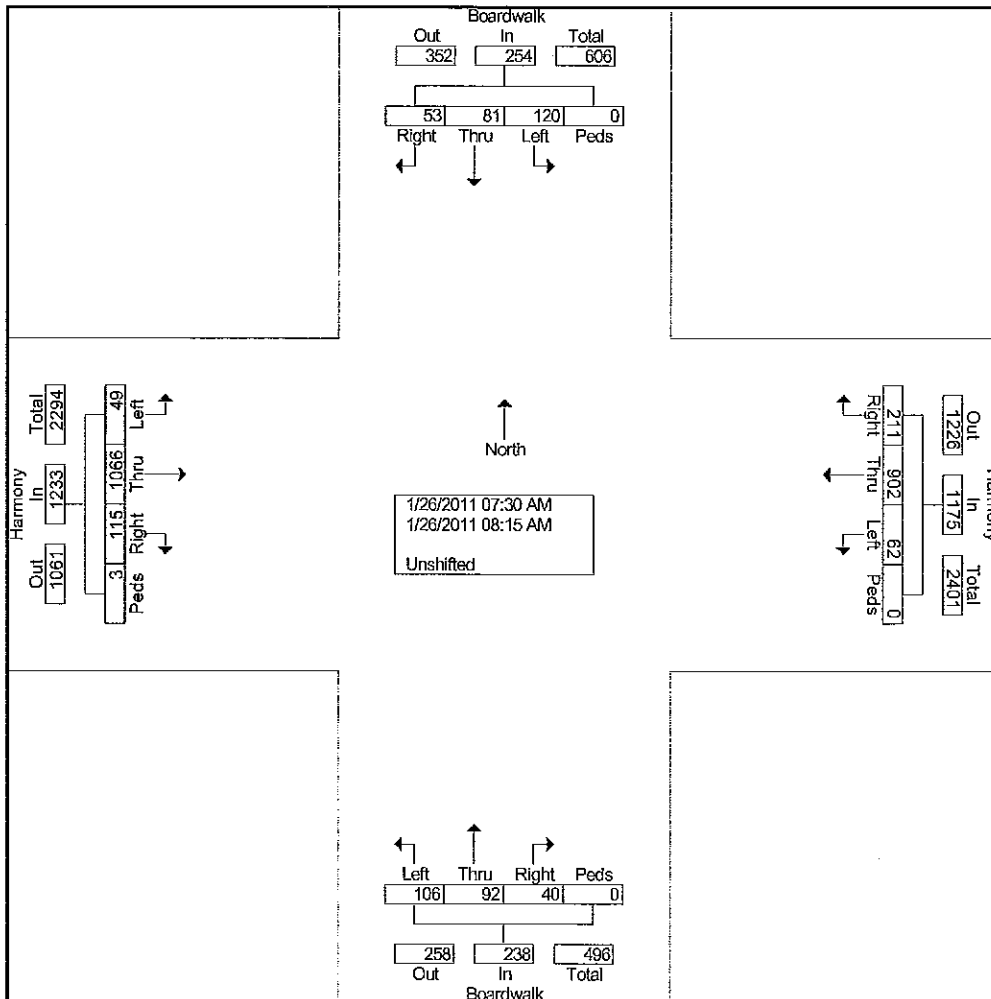 Boardwalk
Out In Total
352 254 606
53 81 120 0
Right Thru Left Peds
Harmony
Total In Out
2294 1233 1061
49 1066 115 3
Left Thru Right Peds
North
1/26/2011 07:30 AM
1/26/2011 08:15 AM
Unshifted
Right Thru Left Peds
211 902 62 0
Out In Total
1226 1175 2401
Harmony
Left Thru Right Peds
106 92 40 0
258 238 496
Out In Total
Boardwalk